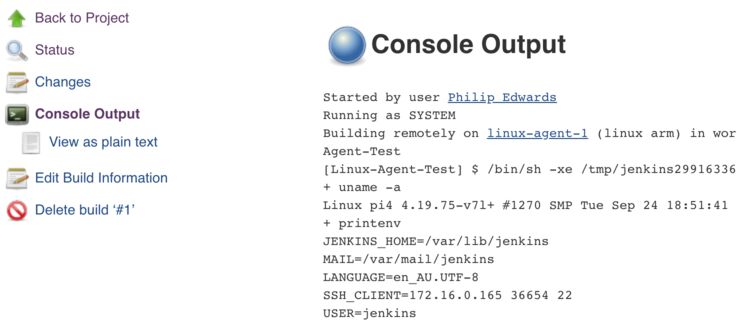 Back to Project
Status
Changes
Console Output
View as plain text
Edit Build Information
Delete build ‘#1’
Console Output
Started by user Philip Edwards
Running as SYSTEM
Building remotely on linux-agent-1 (linux arm) in wor
Agent-Test
[Linux-Agent-Test] $ /bin/sh -xe /tmp/jenkins29916336
+ uname -a
Linux pi4 4.19.75-v7l+ #1270 SMP Tue Sep 24 18:51:41
+ printenv
JENKINS_HOME=/var/lib/jenkins
MAIL=/var/mail/jenkins
LANGUAGE=en_AU.UTF-8
SSH_CLIENT=172.16.0.165 36654 22
USER=jenkins